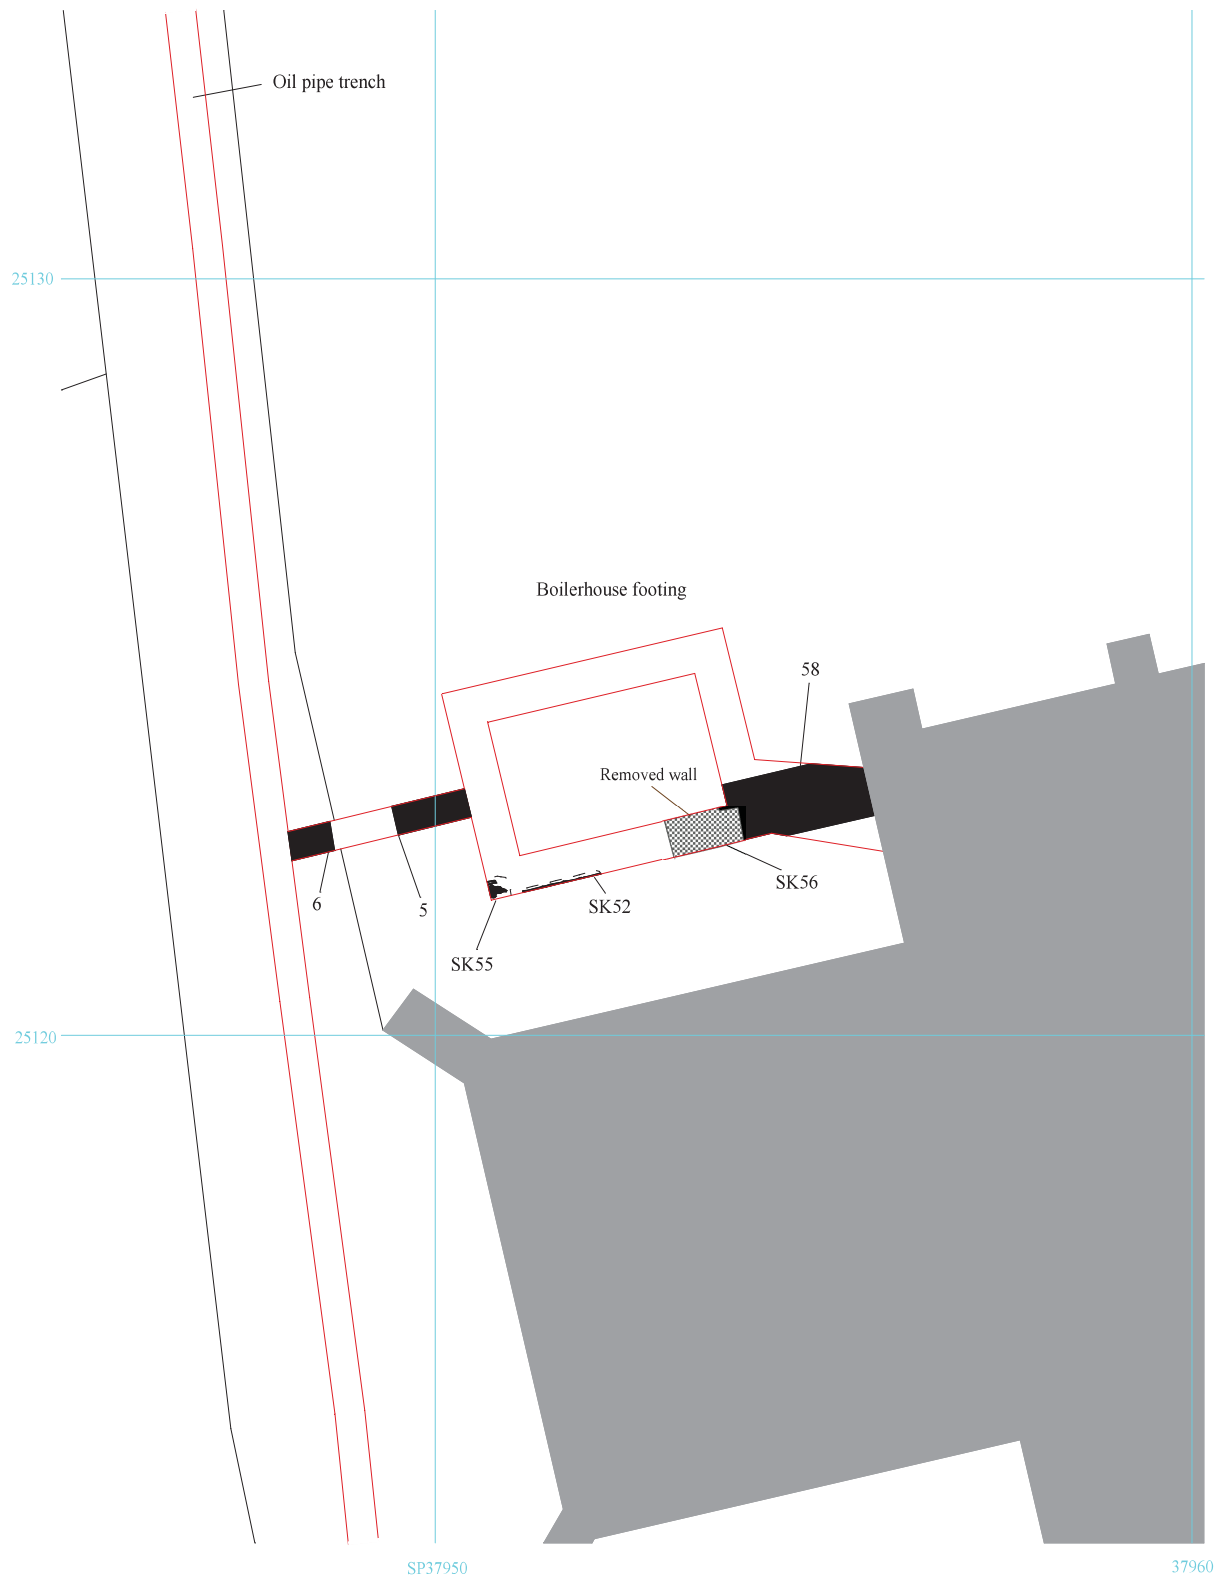 Oil pipe trench
25130
Boilerhouse footing
58
Removed wall
SK56
6
5
SK52
SK55
25120
SP37950
37960